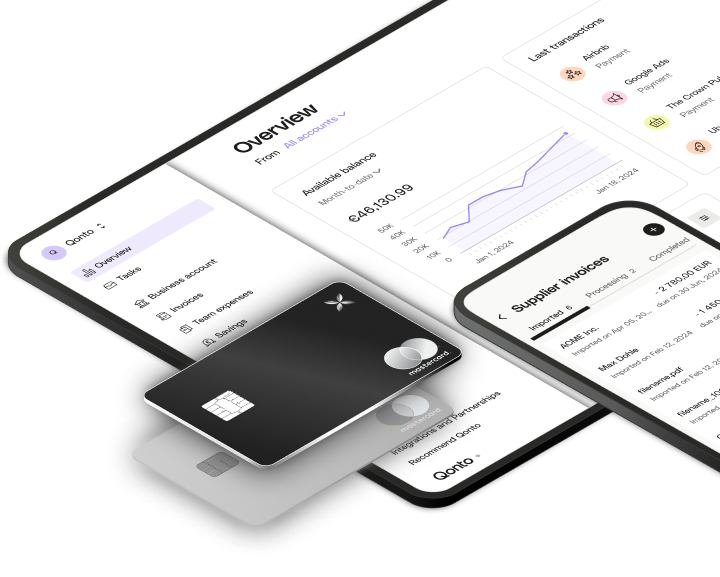 Overview
From All accounts
Available balance
Month-to-date
€46,130.99
50K
40K
30K
20K
10K
0
Jan 1, 2024
Jan 18, 2024
Last transactions
Airbnb
Payment
Google Ads
Payment
The Crown
Payment
Q
Qonto
Overview
Tasks
Business account
Invoices
Team expenses
Savings
Integrations and Partnerships
Recommend Qonto
Qonto
mastercard
mastercard
Supplier invoices
Imported 6
Processing 2
Completed
ACME Inc.
Imported on Apr 05, 20...
- 2 780,00 EUR
due on 30 Jun, 202
Max Dohle
Imported on Feb 12, 2024
- 1 450
due on
filename.pdf
Imported on Feb 12, 2024
filename_10
Imported on Feb 12,